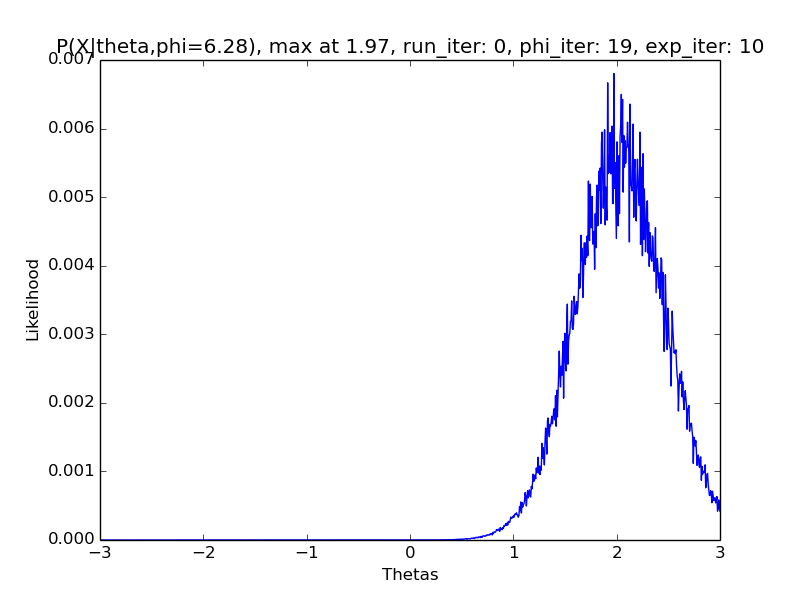 P(X|theta,phi=6.28), max at 1.97, run_iter: 0, phi_iter: 19, exp_iter: 10
0.007
0.006
0.005
0.004
0.003
0.002
0.001
0.000
Likelihood
−3 −2 −1 0 1 2 3
Thetas